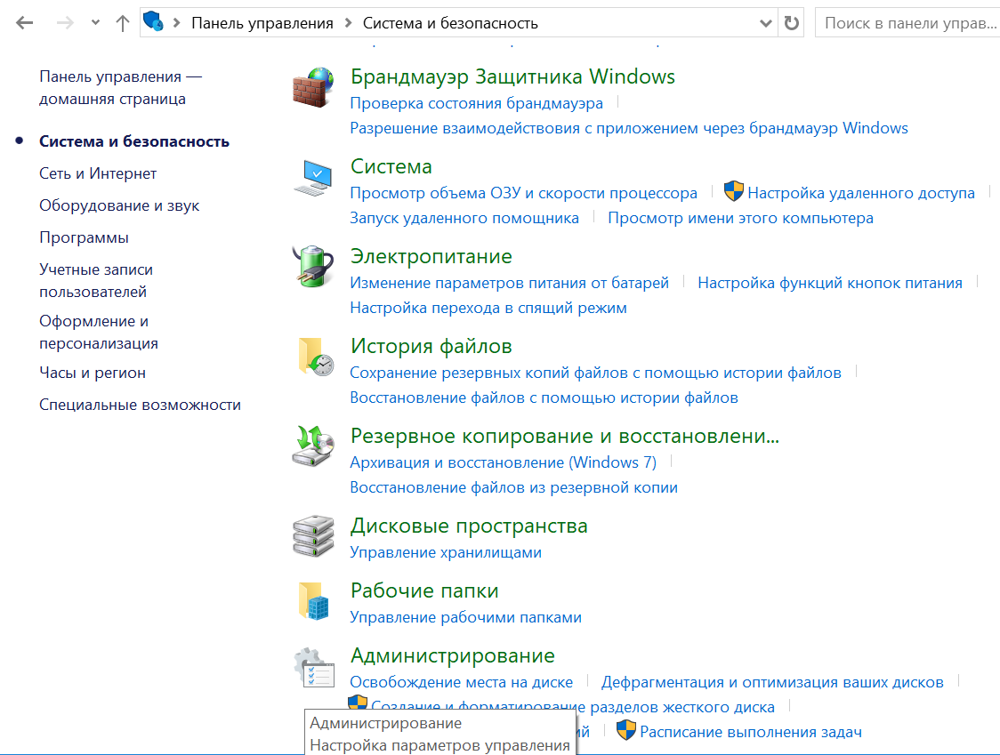 Панель управления
Система и безопасность
Поиск в панели управ...
Панель управления —
домашняя страница
Система и безопасность
Сеть и Интернет
Оборудование и звук
Программы
Учетные записи
пользователей
Оформление и
персонализация
Часы и регион
Специальные возможности
Брандмауэр Защитника Windows
Проверка состояния брандмауэра
Разрешение взаимодействовия с приложением через брандмауэр Windows
Система
Просмотр объема ОЗУ и скорости процессора Настройка удаленного доступа
Запуск удаленного помощника Просмотр имени этого компьютера
Электропитание
Изменение параметров питания от батарей Настройка функций кнопок питания
Настройка перехода в спящий режим
История файлов
Сохранение резервных копий файлов с помощью истории файлов
Восстановление файлов с помощью истории файлов
Резервное копирование и восстановлени...
Архивация и восстановление (Windows 7)
Восстановление файлов из резервной копии
Дисковые пространства
Управление хранилищами
Рабочие папки
Управление рабочими папками
Администрирование
Освобождение места на диске Дефрагментация и оптимизация ваших дисков
Создание и форматирование разделов жесткого диска
ий Расписание выполнения задач
Администрирование
Настройка параметров управления